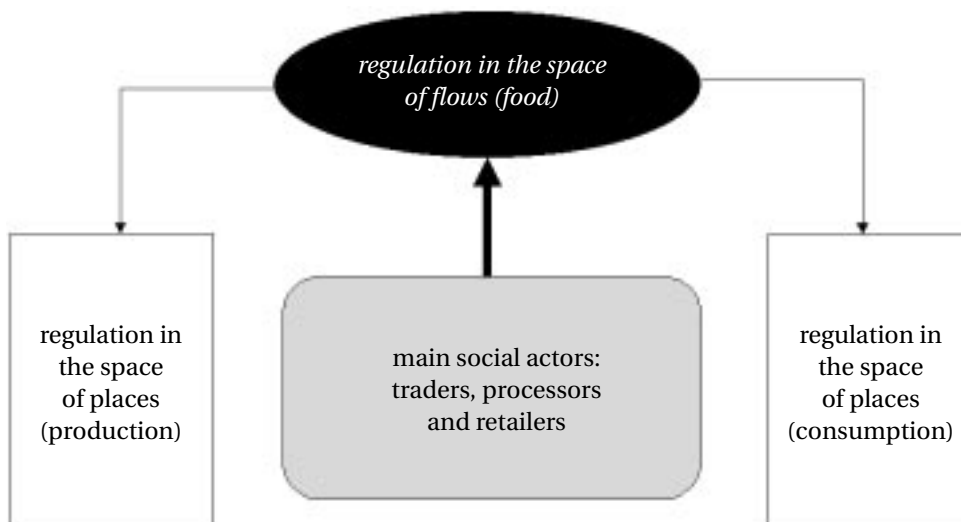 regulation in the space
of flows (food)
regulation in
the space
of places
(production)
main social actors:
traders, processors
and retailers
regulation in
the space
of places
(consumption)